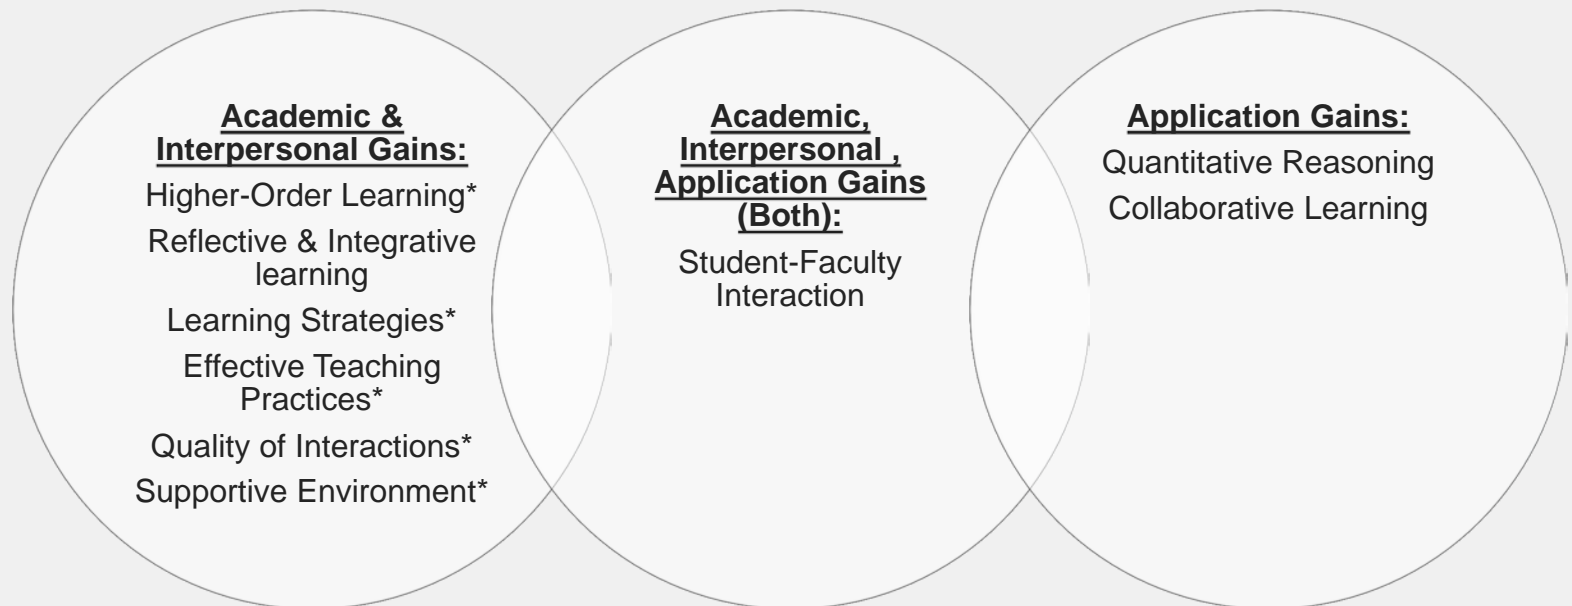 Academic &
Interpersonal Gains:
Higher-Order Learning*
Reflective & Integrative
learning
Learning Strategies*
Effective Teaching
Practices*
Quality of Interactions*
Supportive Environment*
Academic,
Interpersonal ,
Application Gains
(Both):
Student-Faculty
Interaction
Application Gains:
Quantitative Reasoning
Collaborative Learning